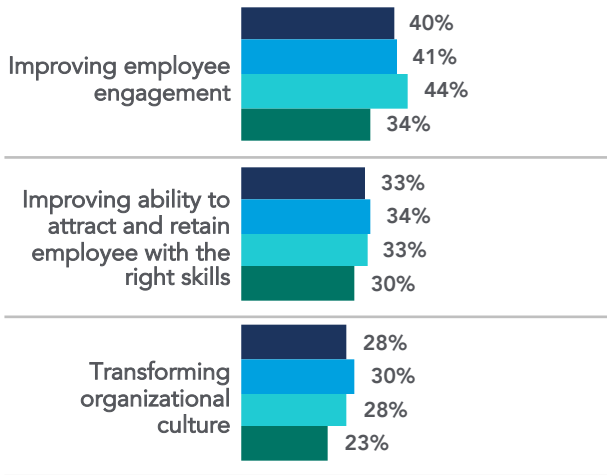 40%
Improving employee
engagement
41%
44%
34%
Improving ability to
attract and retain
employee with the
right skills
33%
34%
33%
30%
Transforming
organizational
culture
28%
30%
28%
23%